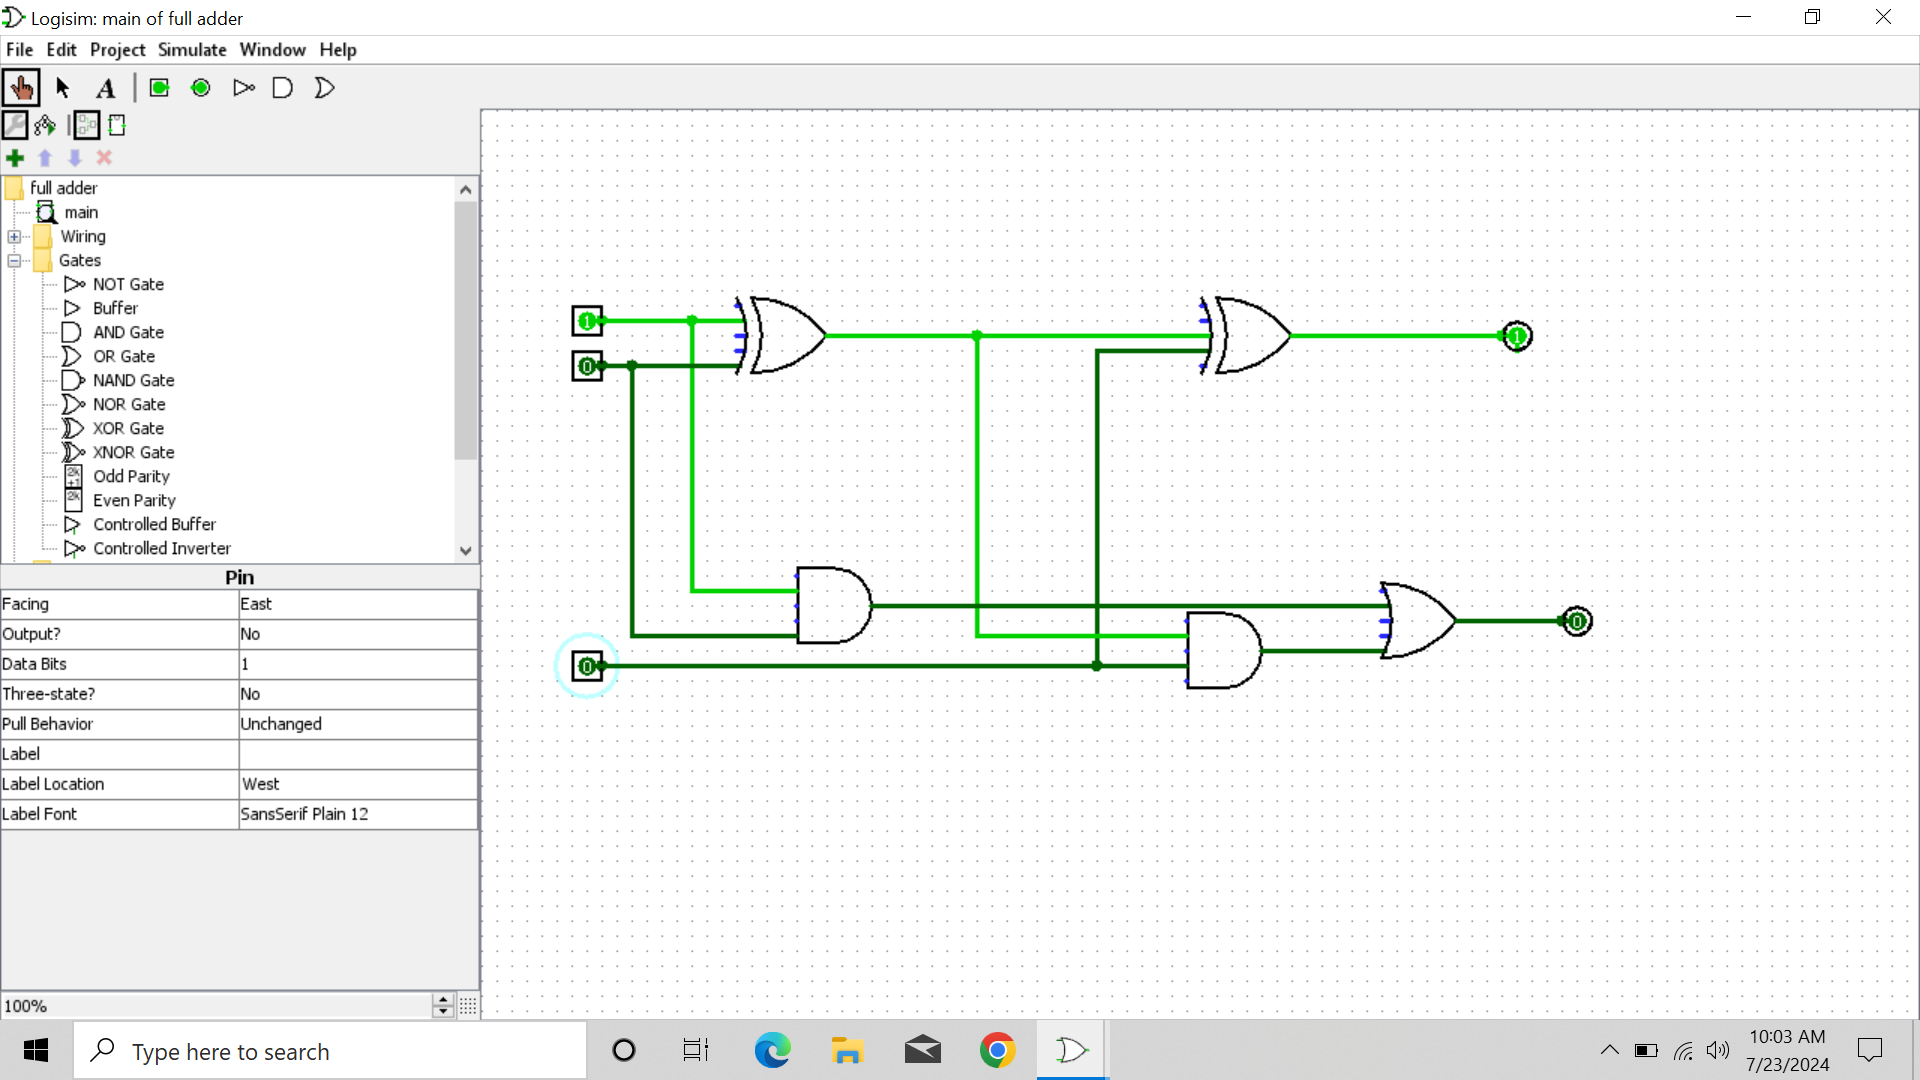 Logisim: main of full adder
File Edit Project Simulate Window Help
A
full adder
main
Wiring
Gates
NOT Gate
Buffer
AND Gate
OR Gate
NAND Gate
NOR Gate
XOR Gate
XNOR Gate
2k
+1
Odd Parity
2k
Even Parity
Controlled Buffer
Controlled Inverter
Pin
Facing East
Output? No
Data Bits 1
Three-state? No
Pull Behavior Unchanged
Label
Label Location West
Label Font SansSerif Plain 12
100%
1
0
0
1
0
Type here to search
10:03 AM
7/23/2024